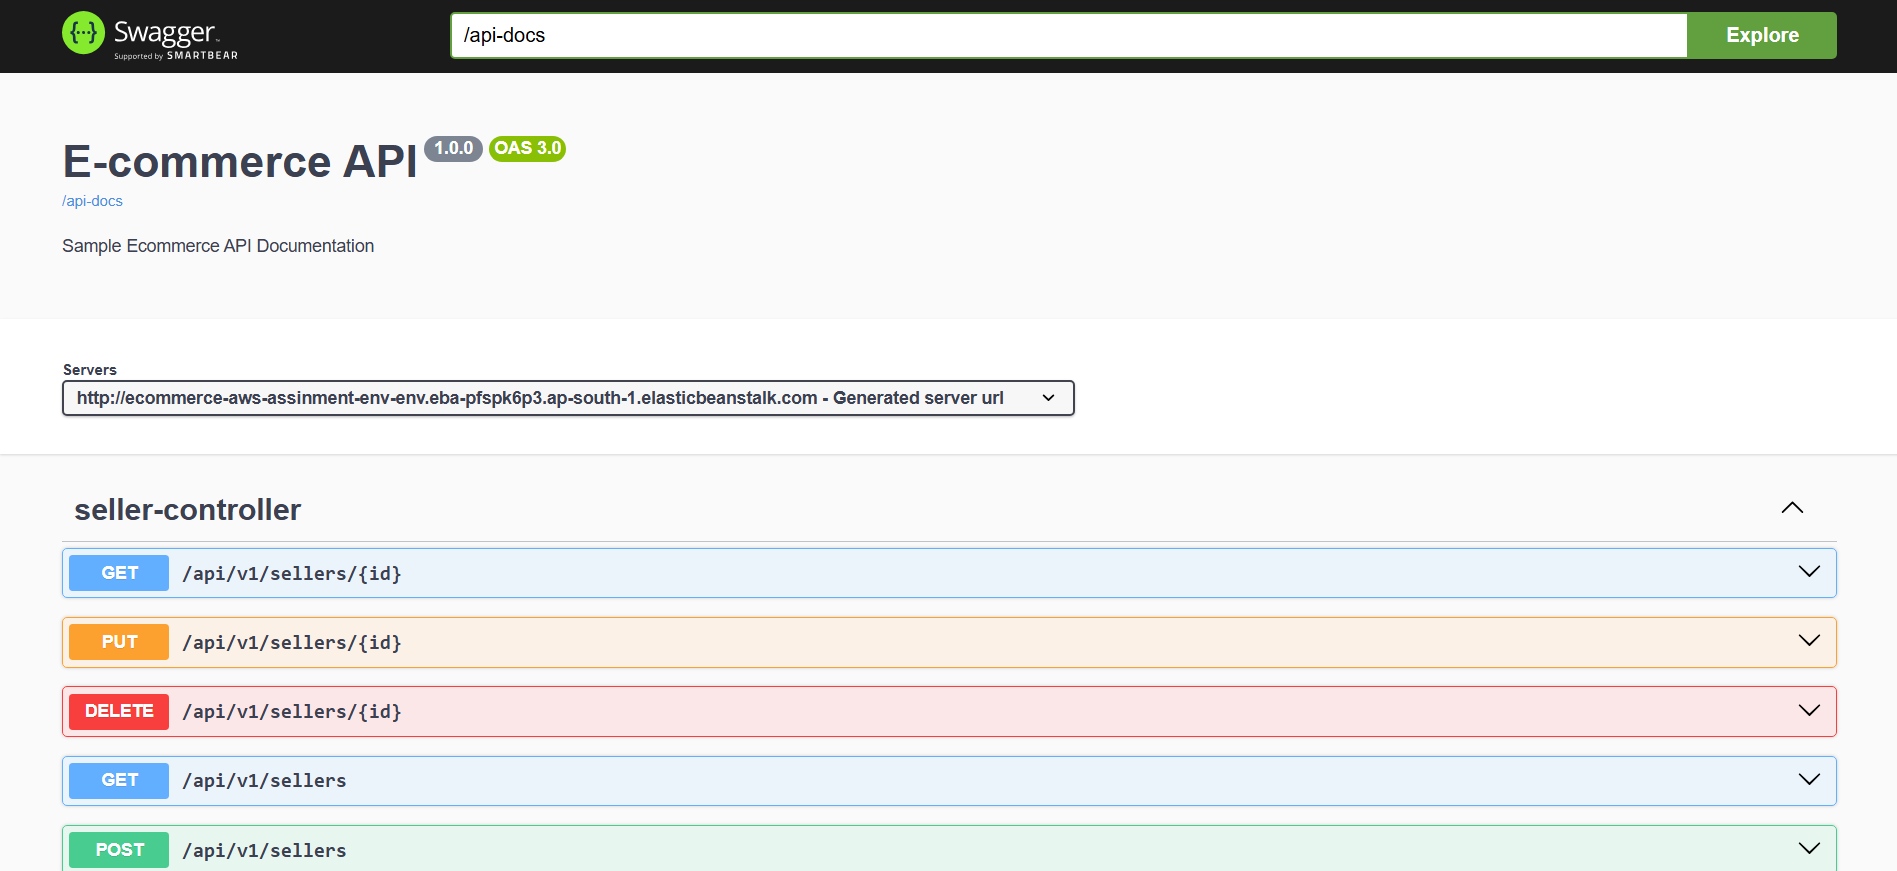 {···} Swagger™
Supported by SMARTBEAR
/api-docs
Explore
E-commerce API 1.0.0 OAS 3.0
/api-docs
Sample Ecommerce API Documentation
Servers
http://ecommerce-aws-assinment-env-env.eba-pfspk6p3.ap-south-1.elasticbeanstalk.com - Generated server url
seller-controller
GET /api/v1/sellers/{id}
PUT /api/v1/sellers/{id}
DELETE /api/v1/sellers/{id}
GET /api/v1/sellers
POST /api/v1/sellers